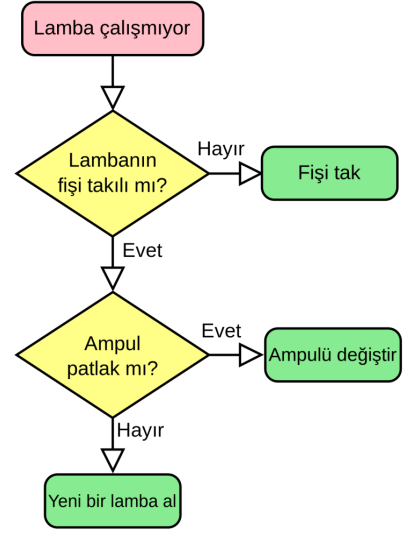 Lamba çalışmıyor
Lambanın
fişi takılı mı?
Hayır
Fişi tak
Evet
Ampul
patlak mı?
Evet
Ampulü değiştir
Hayır
Yeni bir lamba al